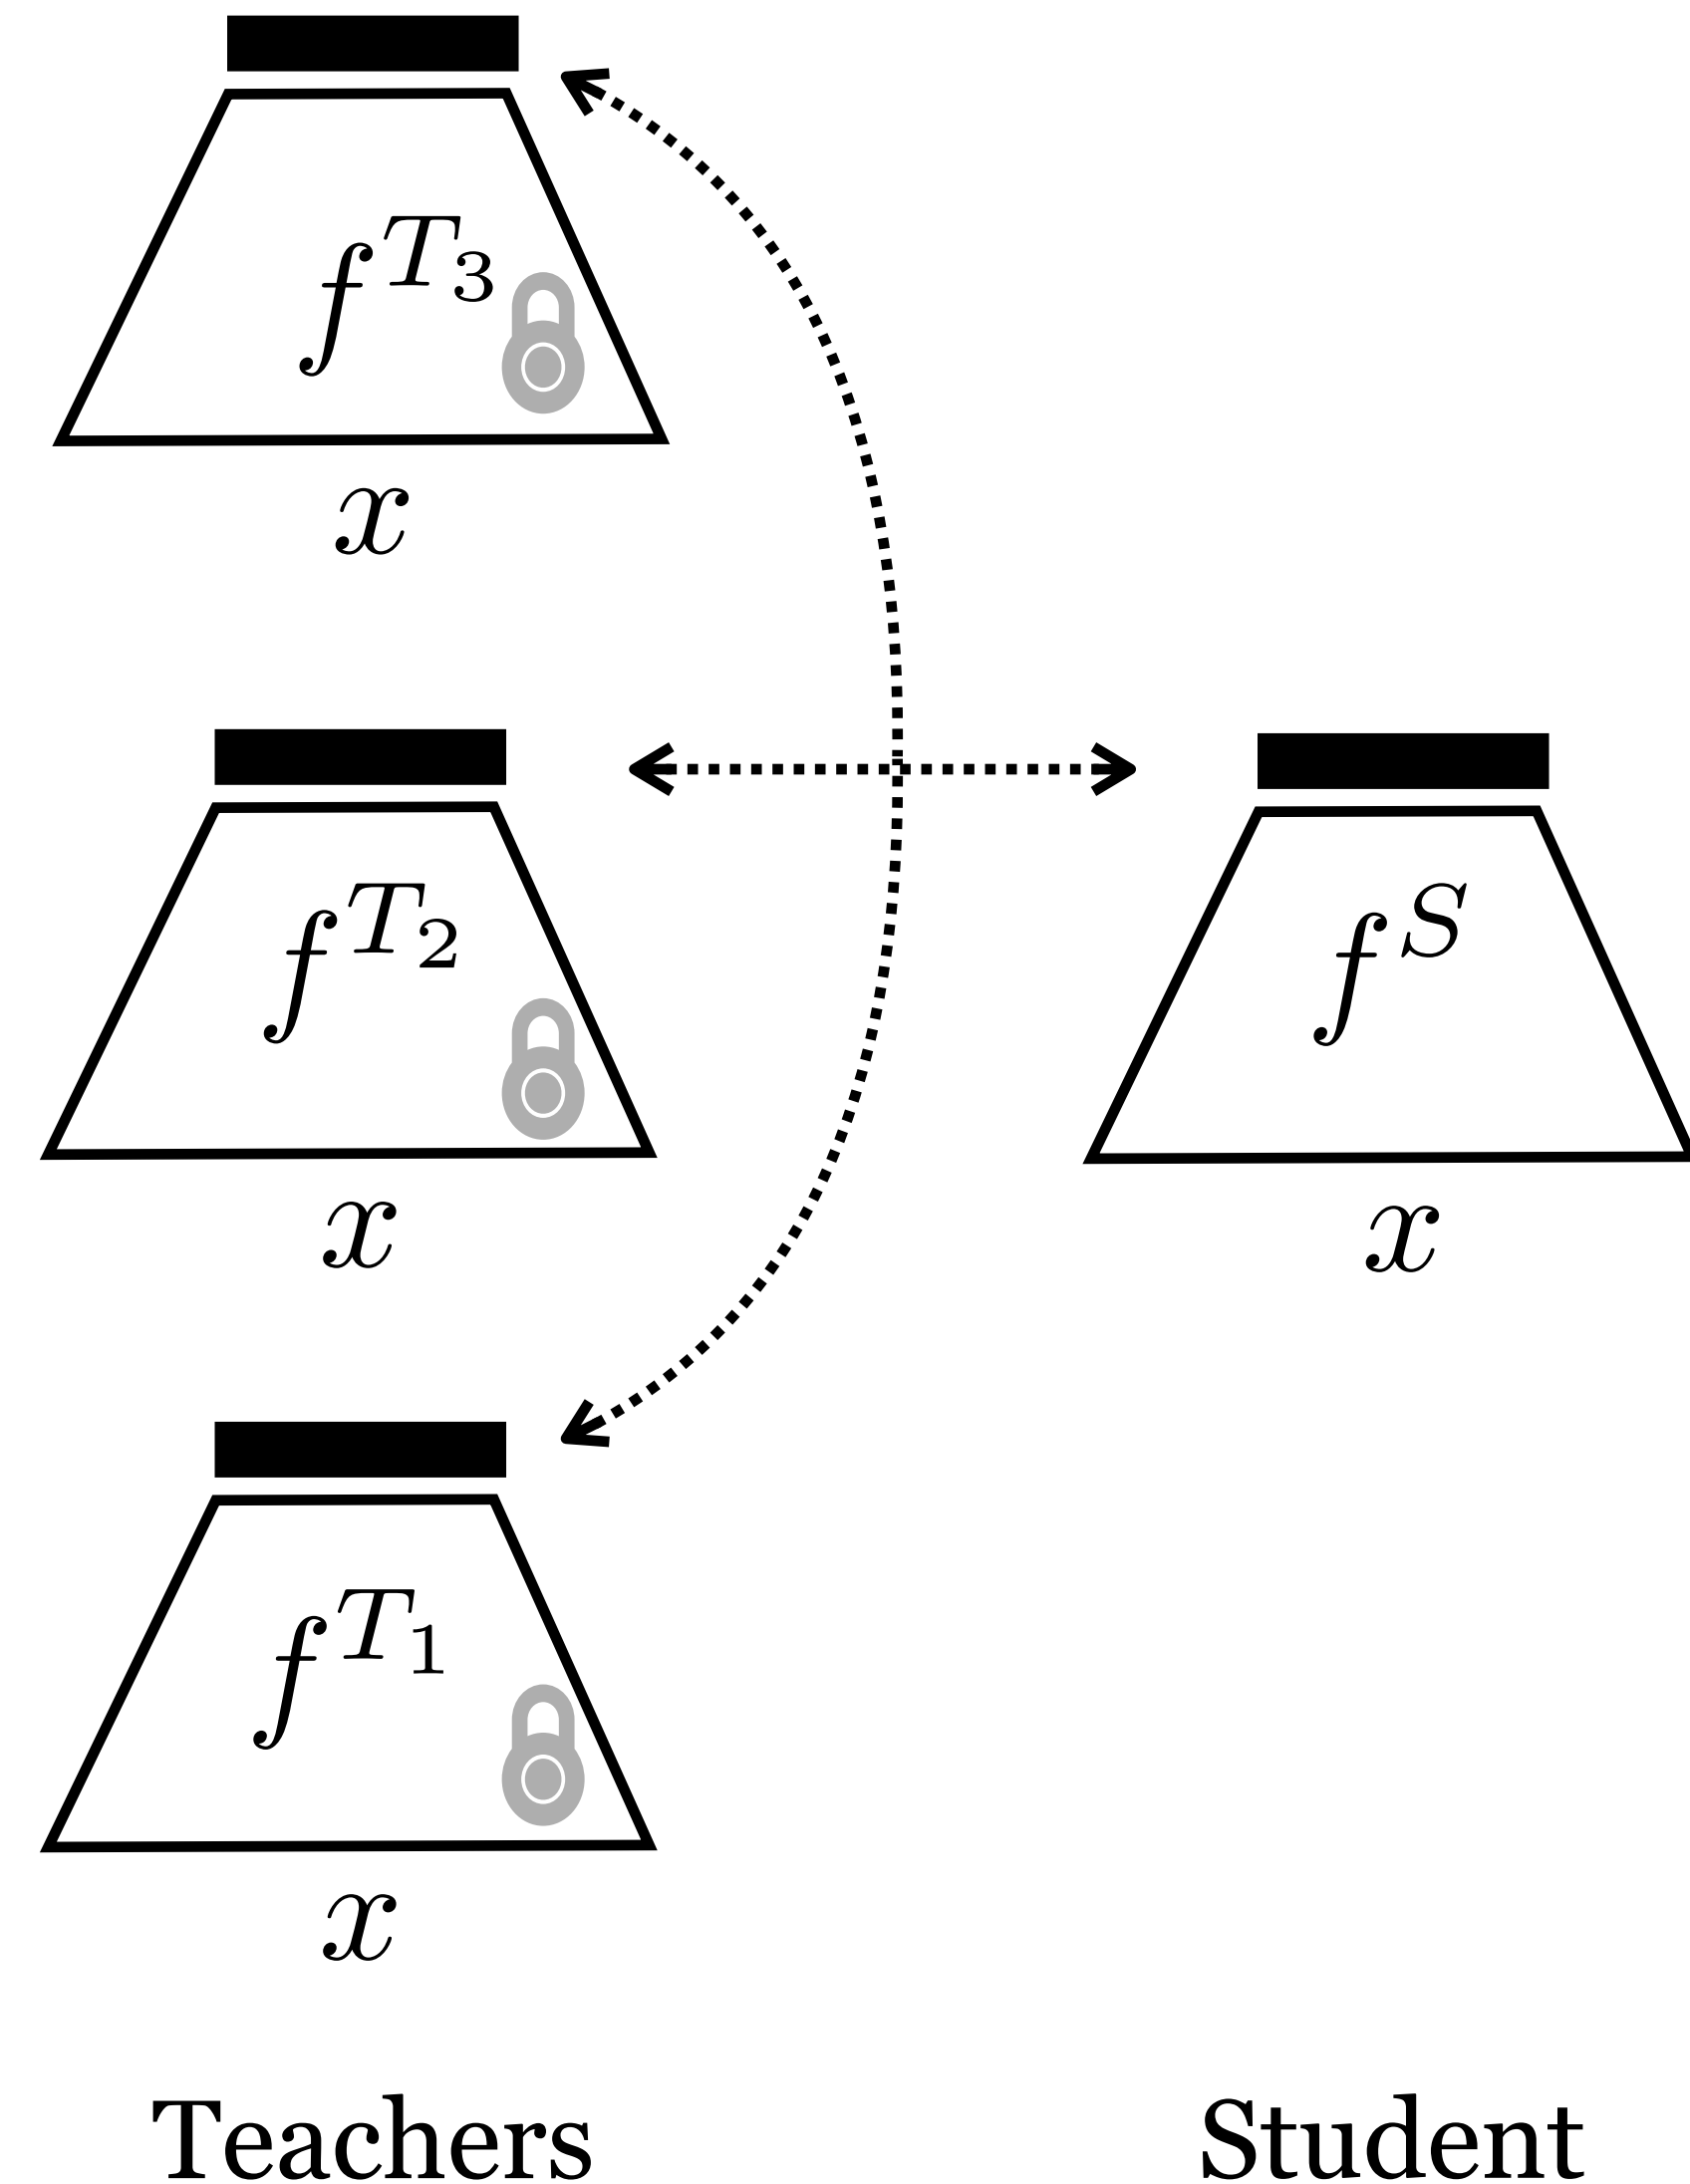 f^{T_3}
x
f^{T_2}
f^S
x
x
f^{T_1}
x
Teachers
Student